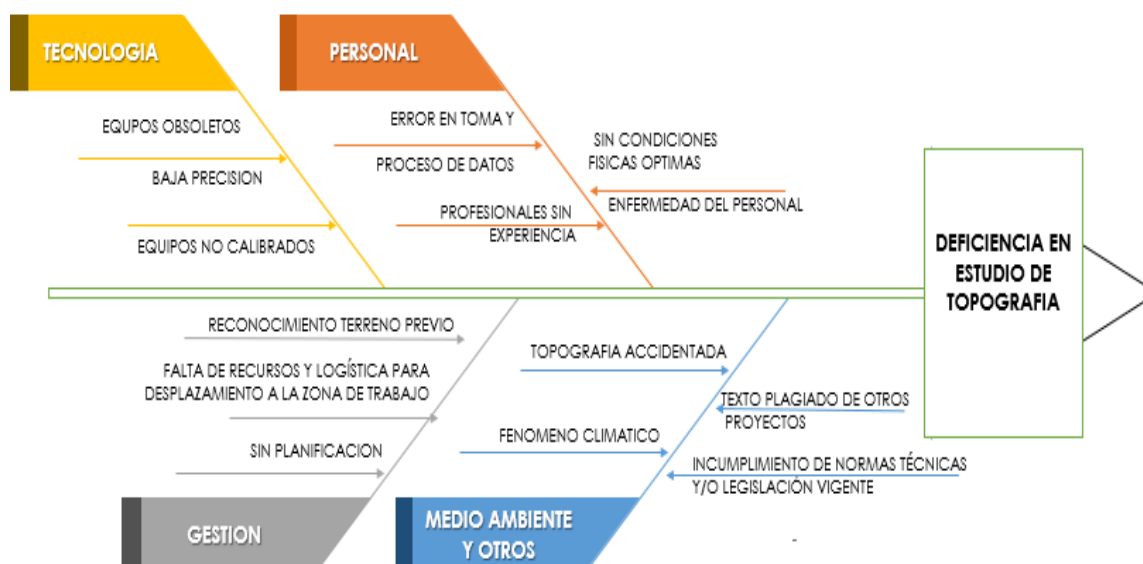 TECNOLOGIA
EQUPOS OBSOLETOS
BAJA PRECISION
EQUIPOS NO CALIBRADOS
PERSONAL
ERROR EN TOMA Y
PROCESO DE DATOS
PROFESIONALES SIN
EXPERIENCIA
SIN CONDICIONES
FISICAS OPTIMAS
ENFERMEDAD DEL PERSONAL
DEFICIENCIA EN
ESTUDIO DE
TOPOGRAFIA
RECONOCIMIENTO TERRENO PREVIO
FALTA DE RECURSOS Y LOGÍSTICA PARA
DESPLAZAMIENTO A LA ZONA DE TRABAJO
SIN PLANIFICACION
GESTION
TOPOGRAFIA ACCIDENTADA
TEXTO PLAGIADO DE OTROS
PROYECTOS
FENOMENO CLIMATICO
INCUMPLIMIENTO DE NORMAS TÉCNICAS
Y/O LEGISLACIÓN VIGENTE
MEDIO AMBIENTE
Y OTROS